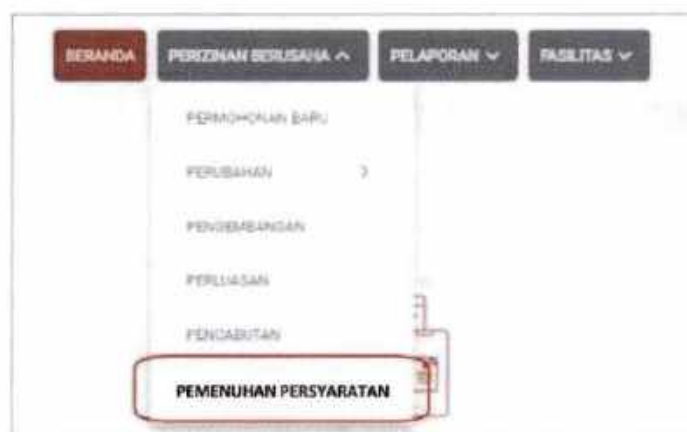 BERANDA
PERIZINAN BERUSAHA
PELAPORAN
FASILITAS
PERMOHONAN BARU
PERUBAHAN
PENGEMBANGAN
PERLUASAN
PENCABUTAN
PEMENUHAN PERSYARATAN